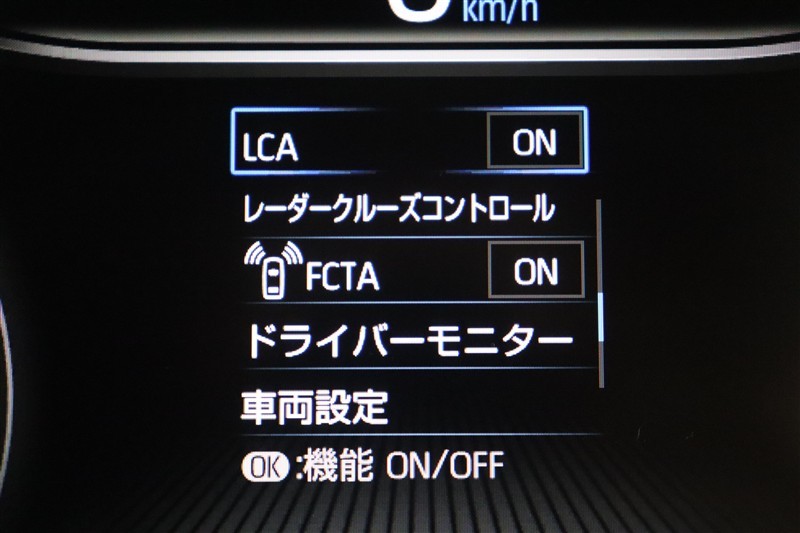 km/h
LCA ON
レーダークルーズコントロール
FCTA ON
ドライバーモニター
車両設定
OK:機能 ON/OFF